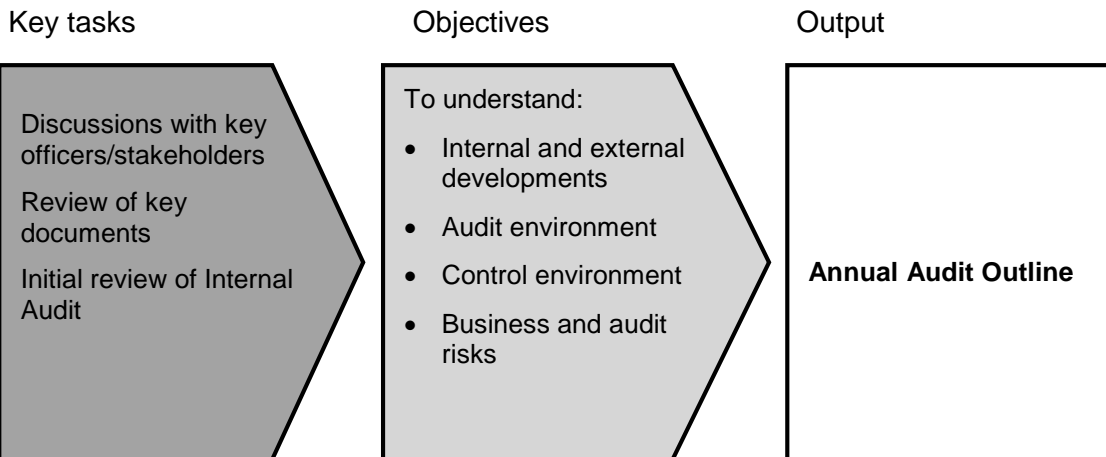 Key tasks
Objectives
Output
Discussions with key
officers/stakeholders
Review of key
documents
Initial review of Internal
Audit
To understand:
• Internal and external
developments
• Audit environment
• Control environment
• Business and audit
risks
Annual Audit Outline